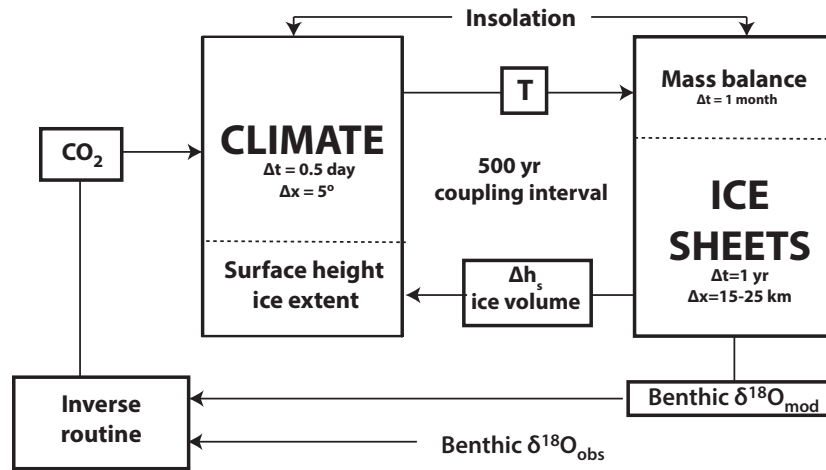 Insolation
T
Mass balance
Δt = 1 month
CO₂
CLIMATE
Δt = 0.5 day
Δx = 5º
500 yr
coupling interval
ICE
SHEETS
Δt=1 yr
Δx=15-25 km
Surface height
ice extent
Δhₛ
ice volume
Inverse
routine
Benthic δ¹⁸Oₘₒd
Benthic δ¹⁸Oobs